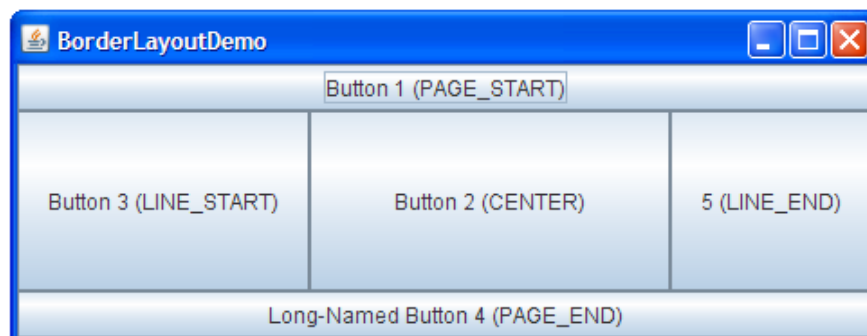 BorderLayoutDemo
Button 1 (PAGE_START)
Button 3 (LINE_START) Button 2 (CENTER) 5 (LINE_END)
Long-Named Button 4 (PAGE_END)